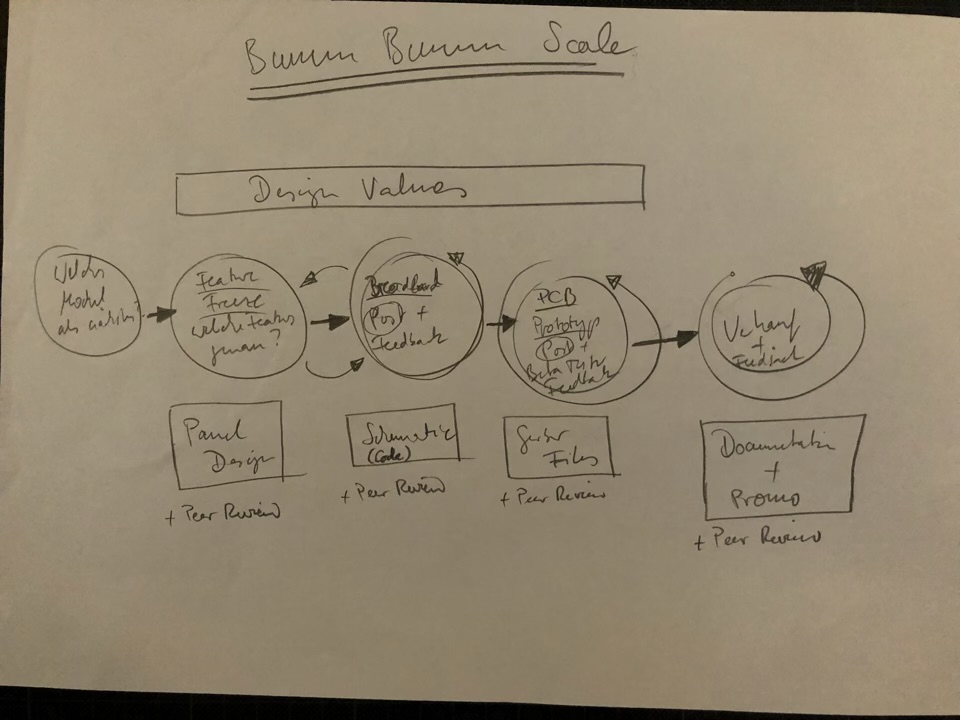 Bumm Bumm Scale
Design Values
Welches
Modul
als nächstes?
Feature
Freeze
welche Features
genau?
Breadboard
Post +
Feedback
PCB
Prototyp
Post +
Beta Tester
Feedback
Verkauf
+
Feedback
Panel
Design
+ Peer Review
Schematic
(Code)
+ Peer Review
Gerber
Files
+ Peer Review
Documentation
+
Promo
+ Peer Review